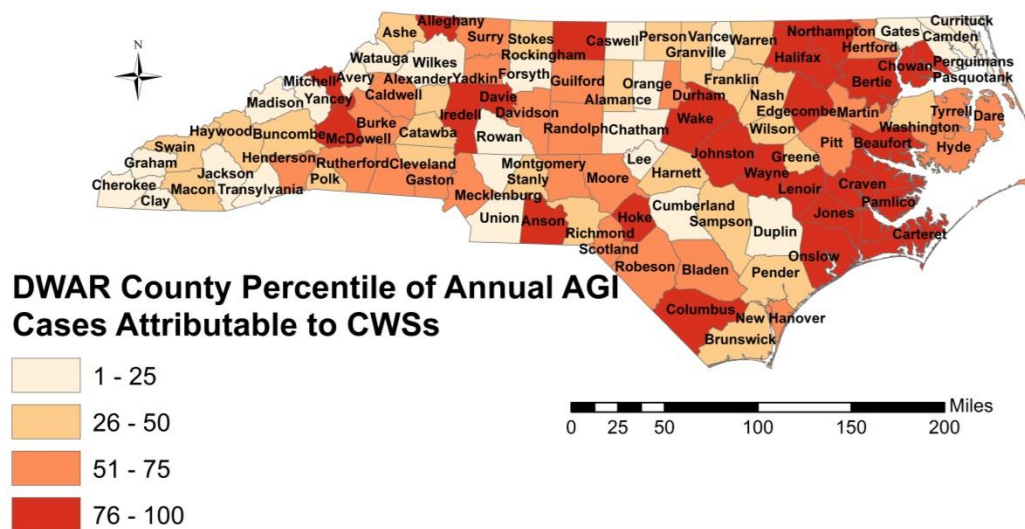 N
Alleghany
Ashe
Surry
Stokes
Rockingham
Caswell
Person
Granville
Vance
Warren
Northampton
Gates
Currituck
Camden
Hertford
Perquimans
Watauga
Wilkes
Halifax
Chowan
Pasquotank
Mitchell
Avery
Alexander
Yadkin
Forsyth
Guilford
Orange
Durham
Franklin
Bertie
Yancey
Caldwell
Alamance
Nash
Madison
Davie
Davidson
Edgecombe
Martin
Tyrrell
Dare
Burke
Iredell
Wake
Washington
Haywood
Buncombe
McDowell
Catawba
Rowan
Randolph
Chatham
Wilson
Pitt
Beaufort
Hyde
Swain
Johnston
Greene
Graham
Henderson
Rutherford
Cleveland
Montgomery
Lee
Wayne
Jackson
Polk
Gaston
Stanly
Moore
Harnett
Lenoir
Craven
Cherokee
Macon
Transylvania
Mecklenburg
Pamlico
Clay
Union
Anson
Hoke
Cumberland
Sampson
Jones
Richmond
Duplin
Carteret
Scotland
Onslow
Robeson
Bladen
Pender
Columbus
New Hanover
Brunswick
DWAR County Percentile of Annual AGI
Cases Attributable to CWSs
1 - 25
26 - 50
51 - 75
76 - 100
Miles
0 25 50 100 150 200